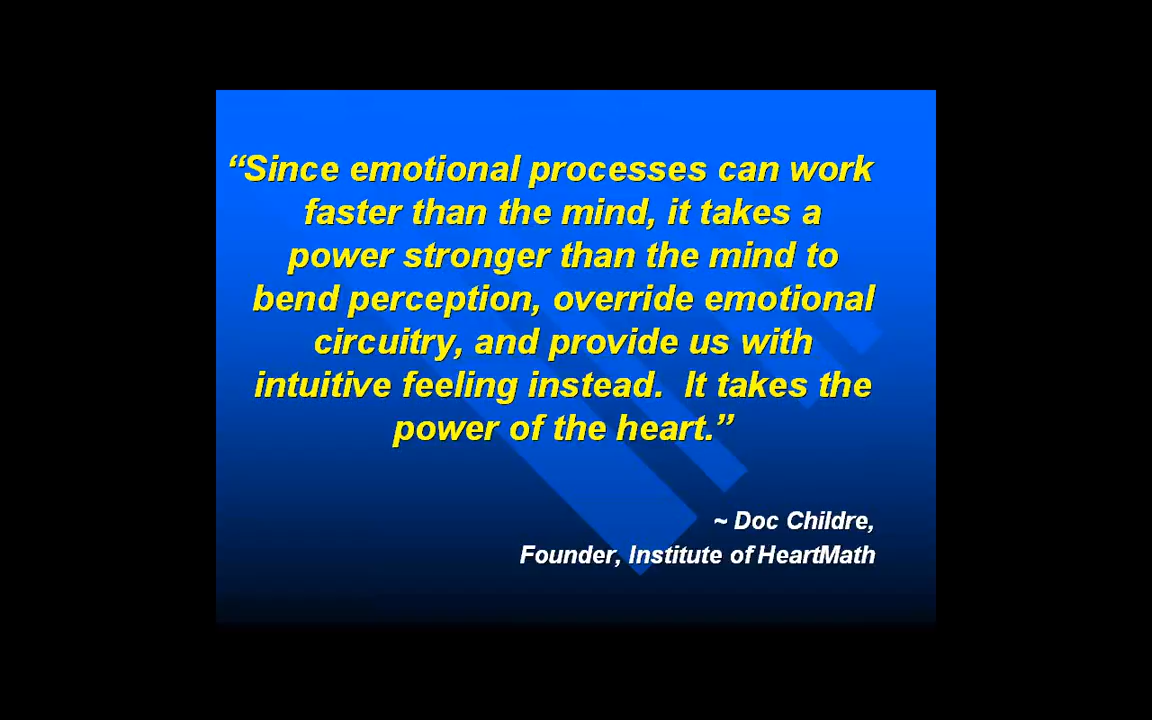 “Since emotional processes can work
faster than the mind, it takes a
power stronger than the mind to
bend perception, override emotional
circuitry, and provide us with
intuitive feeling instead.  It takes the
power of the heart.”
~ Doc Childre,
Founder, Institute of HeartMath